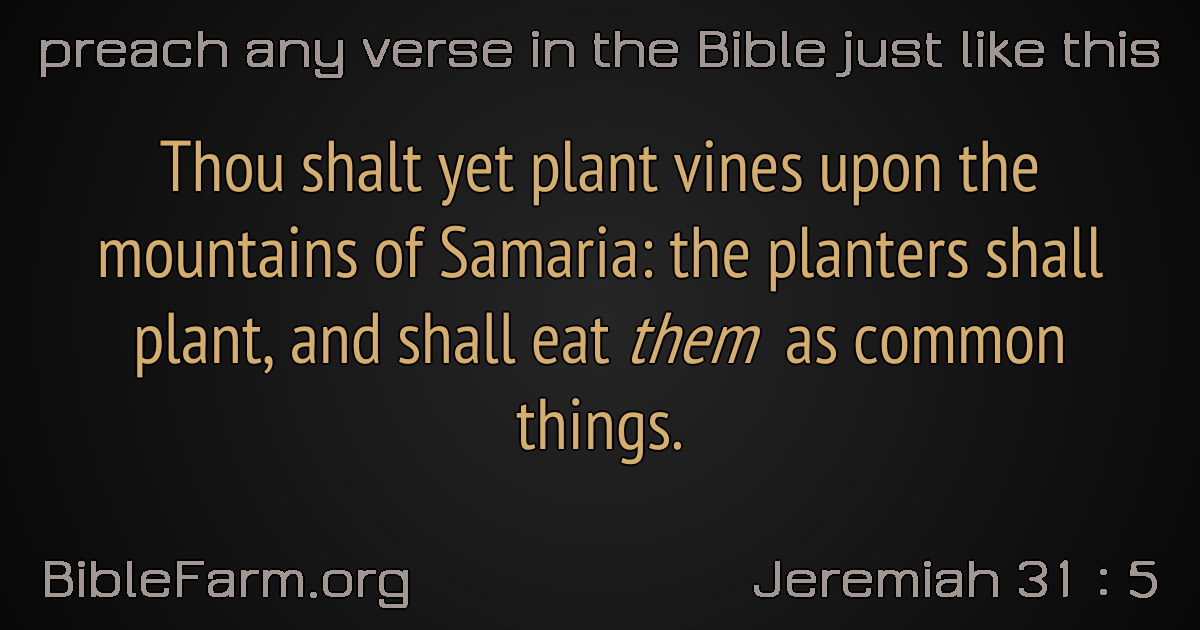 preach any verse in the Bible just like this
Thou shalt yet plant vines upon the
mountains of Samaria: the planters shall
plant, and shall eat them as common
things.
BibleFarm.org
Jeremiah 31 : 5